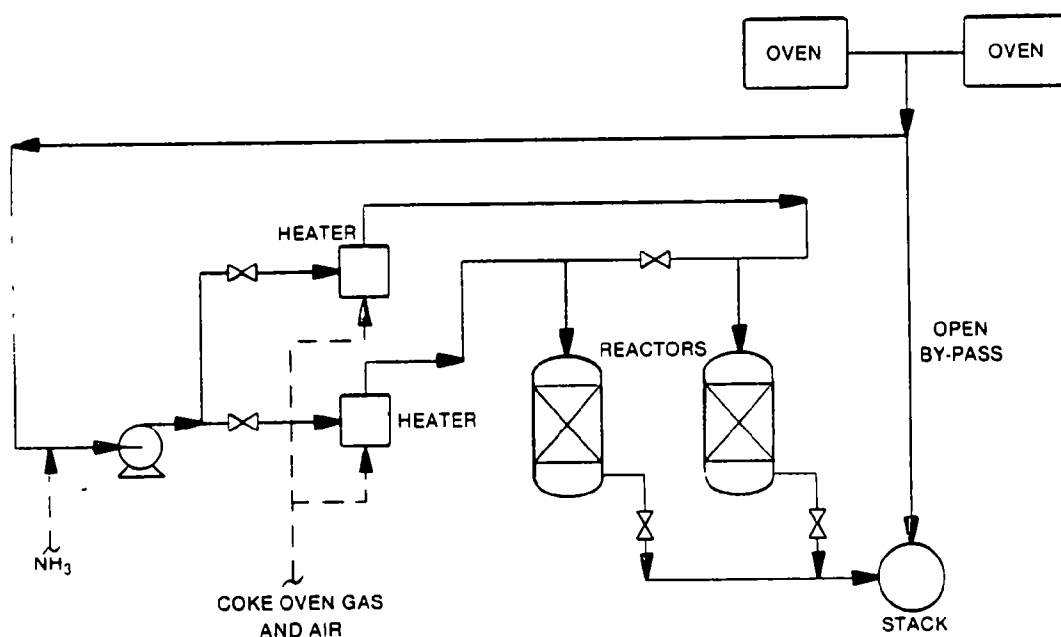 OVEN
OVEN
HEATER
OPEN
BY-PASS
REACTORS
HEATER
NH₃
COKE OVEN GAS
AND AIR
STACK